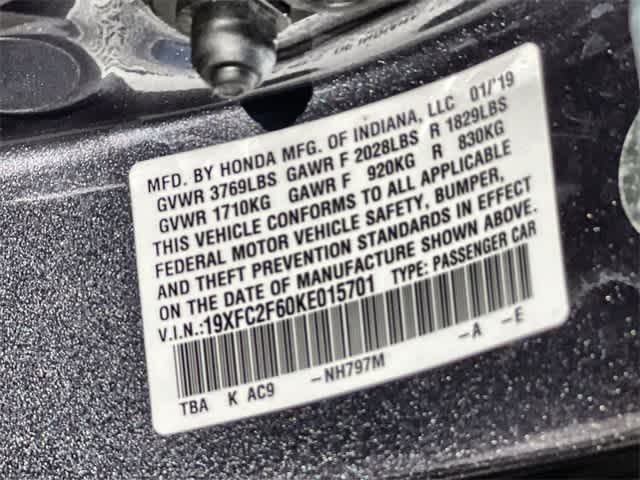 MFD. BY HONDA MFG. OF INDIANA, LLC 01/'19
GVWR 3769LBS GAWR F 2028LBS R 1829LBS
GVWR 1710KG GAWR F 920KG R 830KG
THIS VEHICLE CONFORMS TO ALL APPLICABLE
FEDERAL MOTOR VEHICLE SAFETY, BUMPER,
AND THEFT PREVENTION STANDARDS IN EFFECT
ON THE DATE OF MANUFACTURE SHOWN ABOVE.
V.I.N.:19XFC2F60KE015701 TYPE: PASSENGER CAR
TBA K AC9 -NH797M -A -E